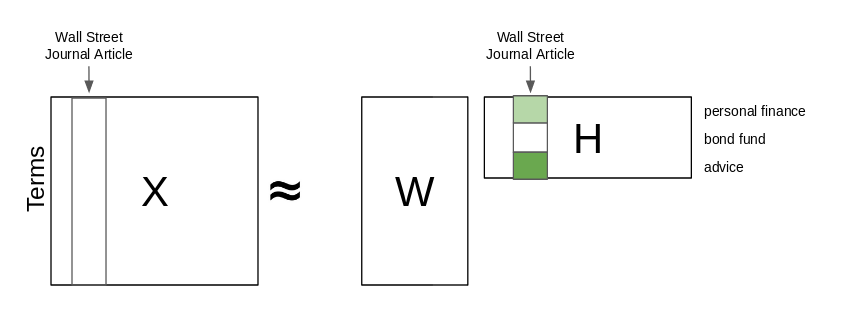 Wall Street
Journal Article
Wall Street
Journal Article
Terms
X
≈
W
H
personal finance
bond fund
advice